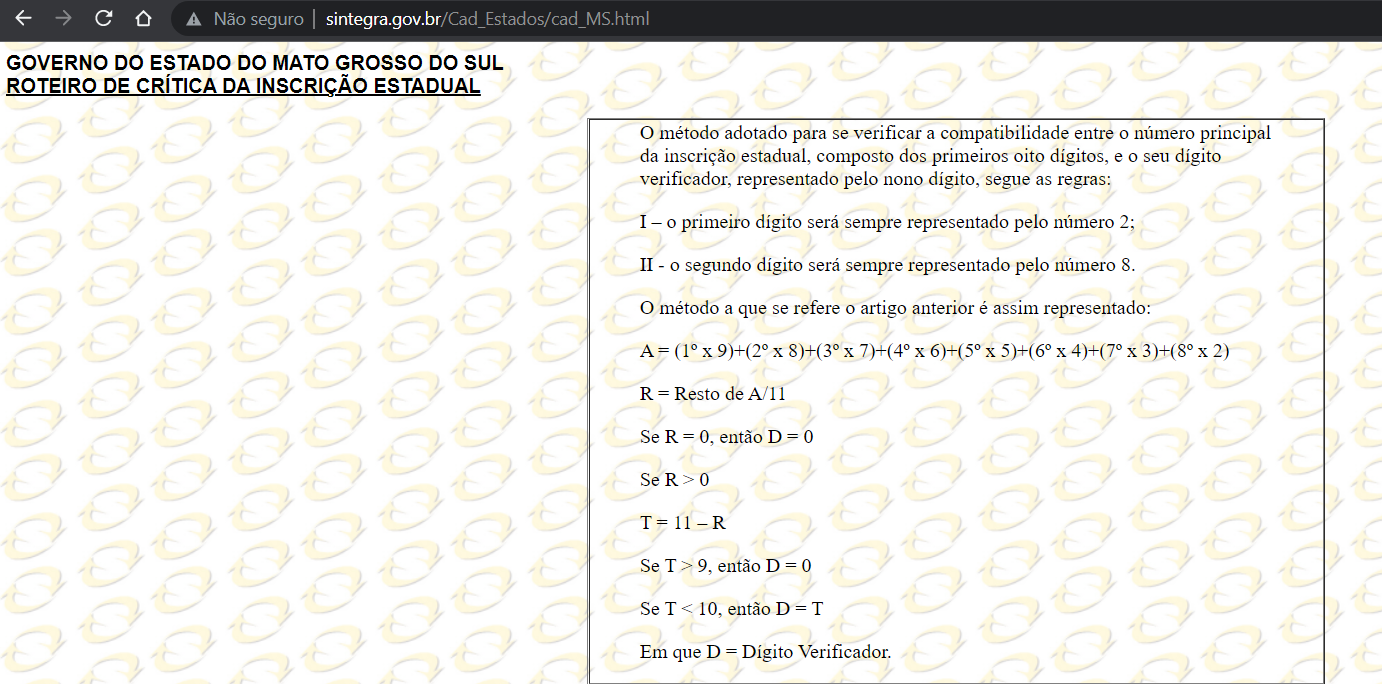 Não seguro | sintegra.gov.br/Cad_Estados/cad_MS.html
GOVERNO DO ESTADO DO MATO GROSSO DO SUL
ROTEIRO DE CRÍTICA DA INSCRIÇÃO ESTADUAL
O método adotado para se verificar a compatibilidade entre o número principal
da inscrição estadual, composto dos primeiros oito dígitos, e o seu dígito
verificador, representado pelo nono dígito, segue as regras:
I – o primeiro dígito será sempre representado pelo número 2;
II - o segundo dígito será sempre representado pelo número 8.
O método a que se refere o artigo anterior é assim representado:
A = (1º x 9)+(2º x 8)+(3º x 7)+(4º x 6)+(5º x 5)+(6º x 4)+(7º x 3)+(8º x 2)
R = Resto de A/11
Se R = 0, então D = 0
Se R > 0
T = 11 – R
Se T > 9, então D = 0
Se T < 10, então D = T
Em que D = Dígito Verificador.